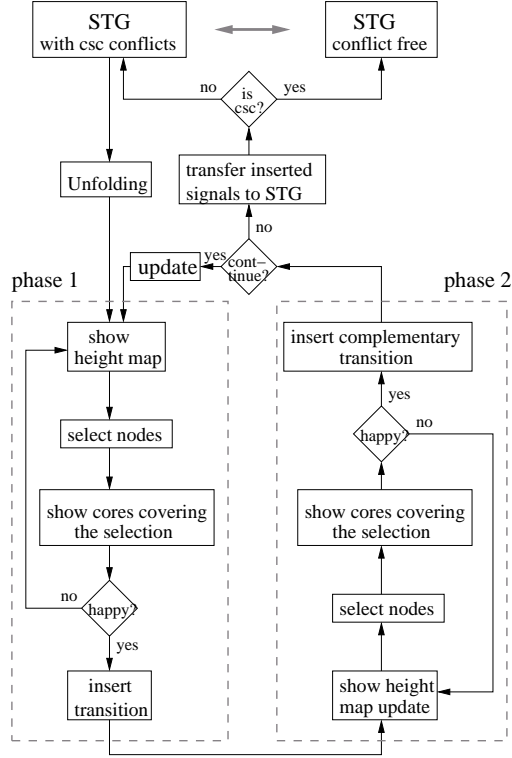 STG
with csc conflicts
STG
conflict free
no
is
csc?
yes
Unfolding
transfer inserted
signals to STG
no
update
yes
cont–
tinue?
phase 1
phase 2
show
height map
select nodes
show cores covering
the selection
no
happy?
yes
insert
transition
insert complementary
transition
yes
happy?
no
show cores covering
the selection
select nodes
show height
map update